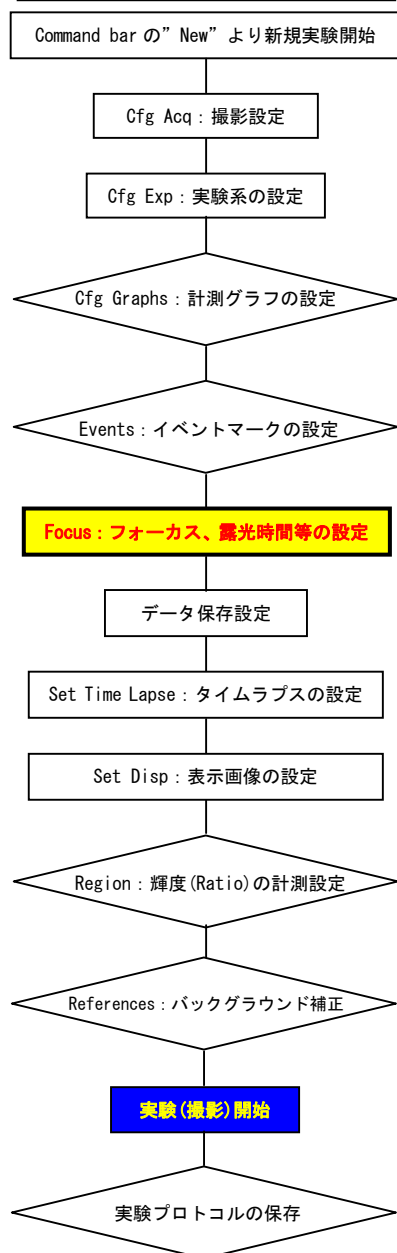 Command bar の”New”より新規実験開始
Cfg Acq：撮影設定
Cfg Exp：実験系の設定
Cfg Graphs：計測グラフの設定
Events：イベントマークの設定
Focus：フォーカス、露光時間等の設定
データ保存設定
Set Time Lapse：タイムラプスの設定
Set Disp：表示画像の設定
Region：輝度(Ratio)の計測設定
References：バックグラウンド補正
実験(撮影)開始
実験プロトコルの保存